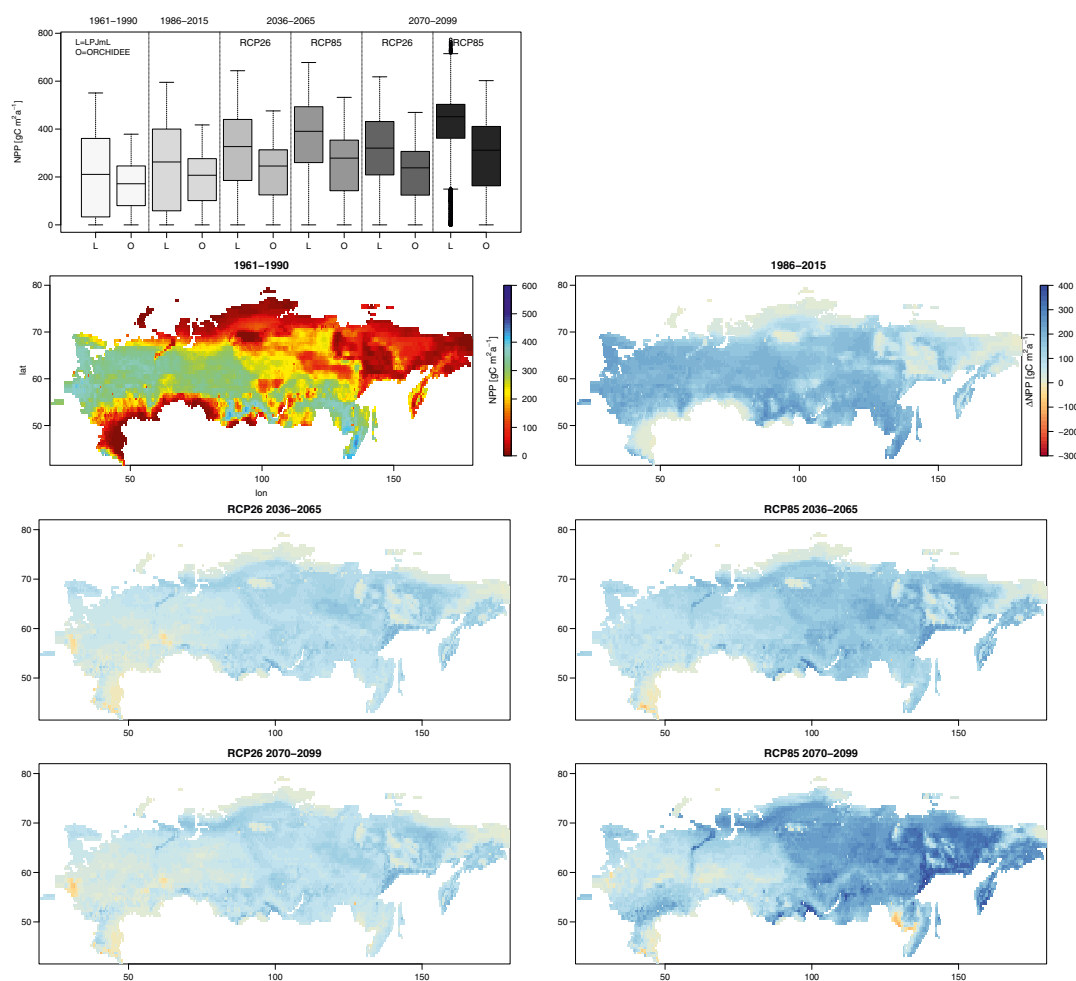 1961−1990 1986−2015 2036−2065 2070−2099
L=LPJmL RCP26 RCP85 RCP26 RCP85
O=ORCHIDEE
NPP [gC m²a⁻¹]
800
600
400
200
0
L O L O L O L O L O L O
1961−1990
80
70
60
50
lat
50 100 150
lon
600
500
400
300
200
100
0
NPP [gC m²a⁻¹]
1986−2015
80
70
60
50
50 100 150
400
300
200
100
0
−100
−200
−300
ΔNPP [gC m²a⁻¹]
RCP26 2036−2065
80
70
60
50
50 100 150
RCP85 2036−2065
80
70
60
50
50 100 150
RCP26 2070−2099
80
70
60
50
50 100 150
RCP85 2070−2099
80
70
60
50
50 100 150